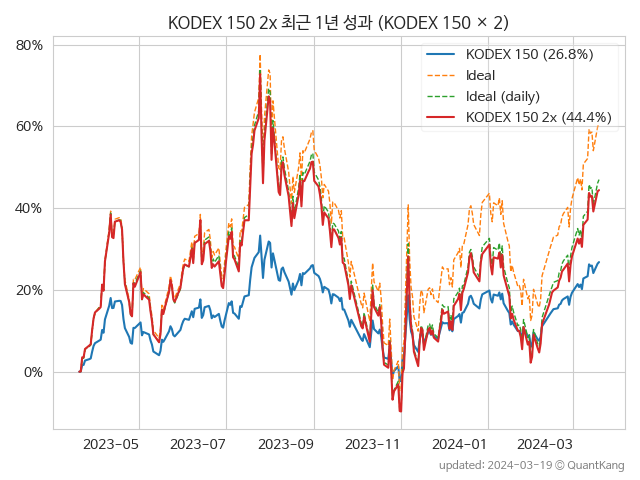 KODEX 150 2x 최근 1년 성과 (KODEX 150 × 2)
80%
60%
40%
20%
0%
KODEX 150 (26.8%)
Ideal
Ideal (daily)
KODEX 150 2x (44.4%)
2023-05
2023-07
2023-09
2023-11
2024-01
2024-03
updated: 2024-03-19 © QuantKang